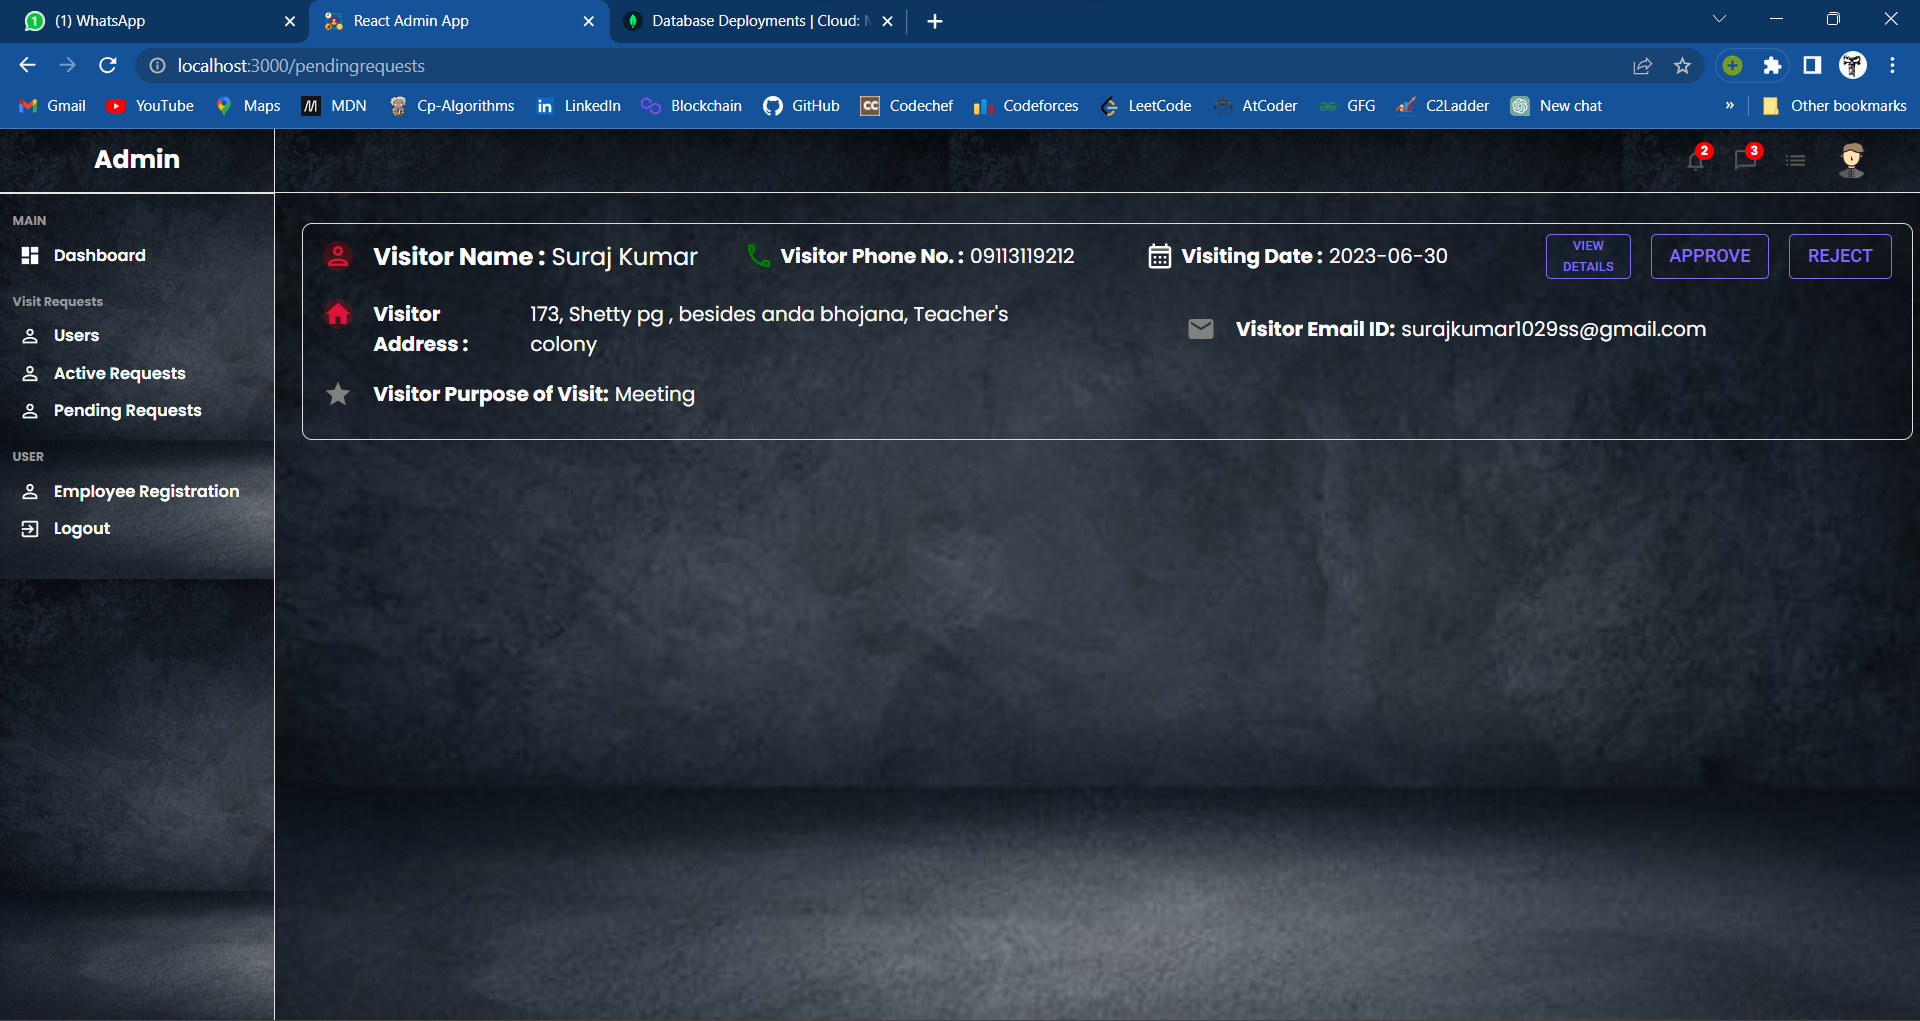 (1) WhatsApp
React Admin App
Database Deployments | Cloud:
localhost:3000/pendingrequests
Gmail YouTube Maps MDN Cp-Algorithms LinkedIn Blockchain GitHub Codechef Codeforces LeetCode AtCoder GFG C2Ladder New chat » Other bookmarks
Admin
2
3
MAIN
Dashboard
Visit Requests
Users
Active Requests
Pending Requests
USER
Employee Registration
Logout
Visitor Name : Suraj Kumar
Visitor Phone No. : 09113119212
Visiting Date : 2023-06-30
VIEW
DETAILS
APPROVE
REJECT
Visitor
Address :
173, Shetty pg , besides anda bhojana, Teacher's
colony
Visitor Email ID: surajkumar1029ss@gmail.com
Visitor Purpose of Visit: Meeting